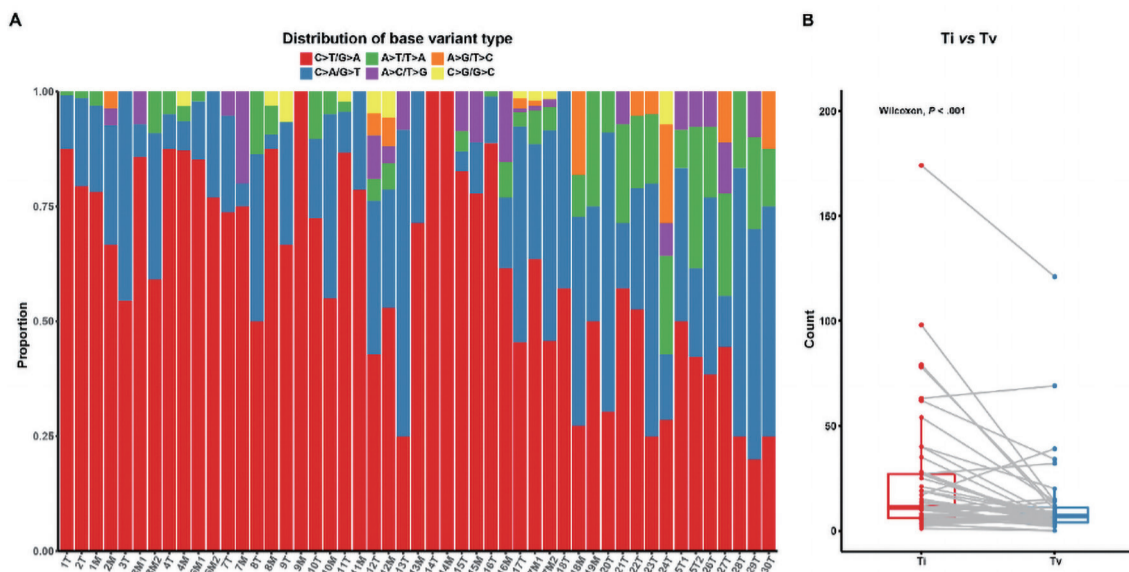 A
Distribution of base variant type
C>T/G>A A>T/T>A A>G/T>C
C>A/G>T A>C/T>G C>G/G>C
1.00
0.75
0.50
0.25
0.00
Proportion
1T 2T 1M 2M 3T 4T 4M 7T 7M 8T 8M 9T 9M 10T 10M 11T 11M 12T 12M 13T 13M 14T 14M 15T 15M 16T 16M 17T 18T 18M 19M 20T 21T 22T 23T 24T 26T 27T 28T 29T 30T
B
Ti vs Tv
Wilcoxon, P < .001
200
150
100
50
0
Count
Ti Tv